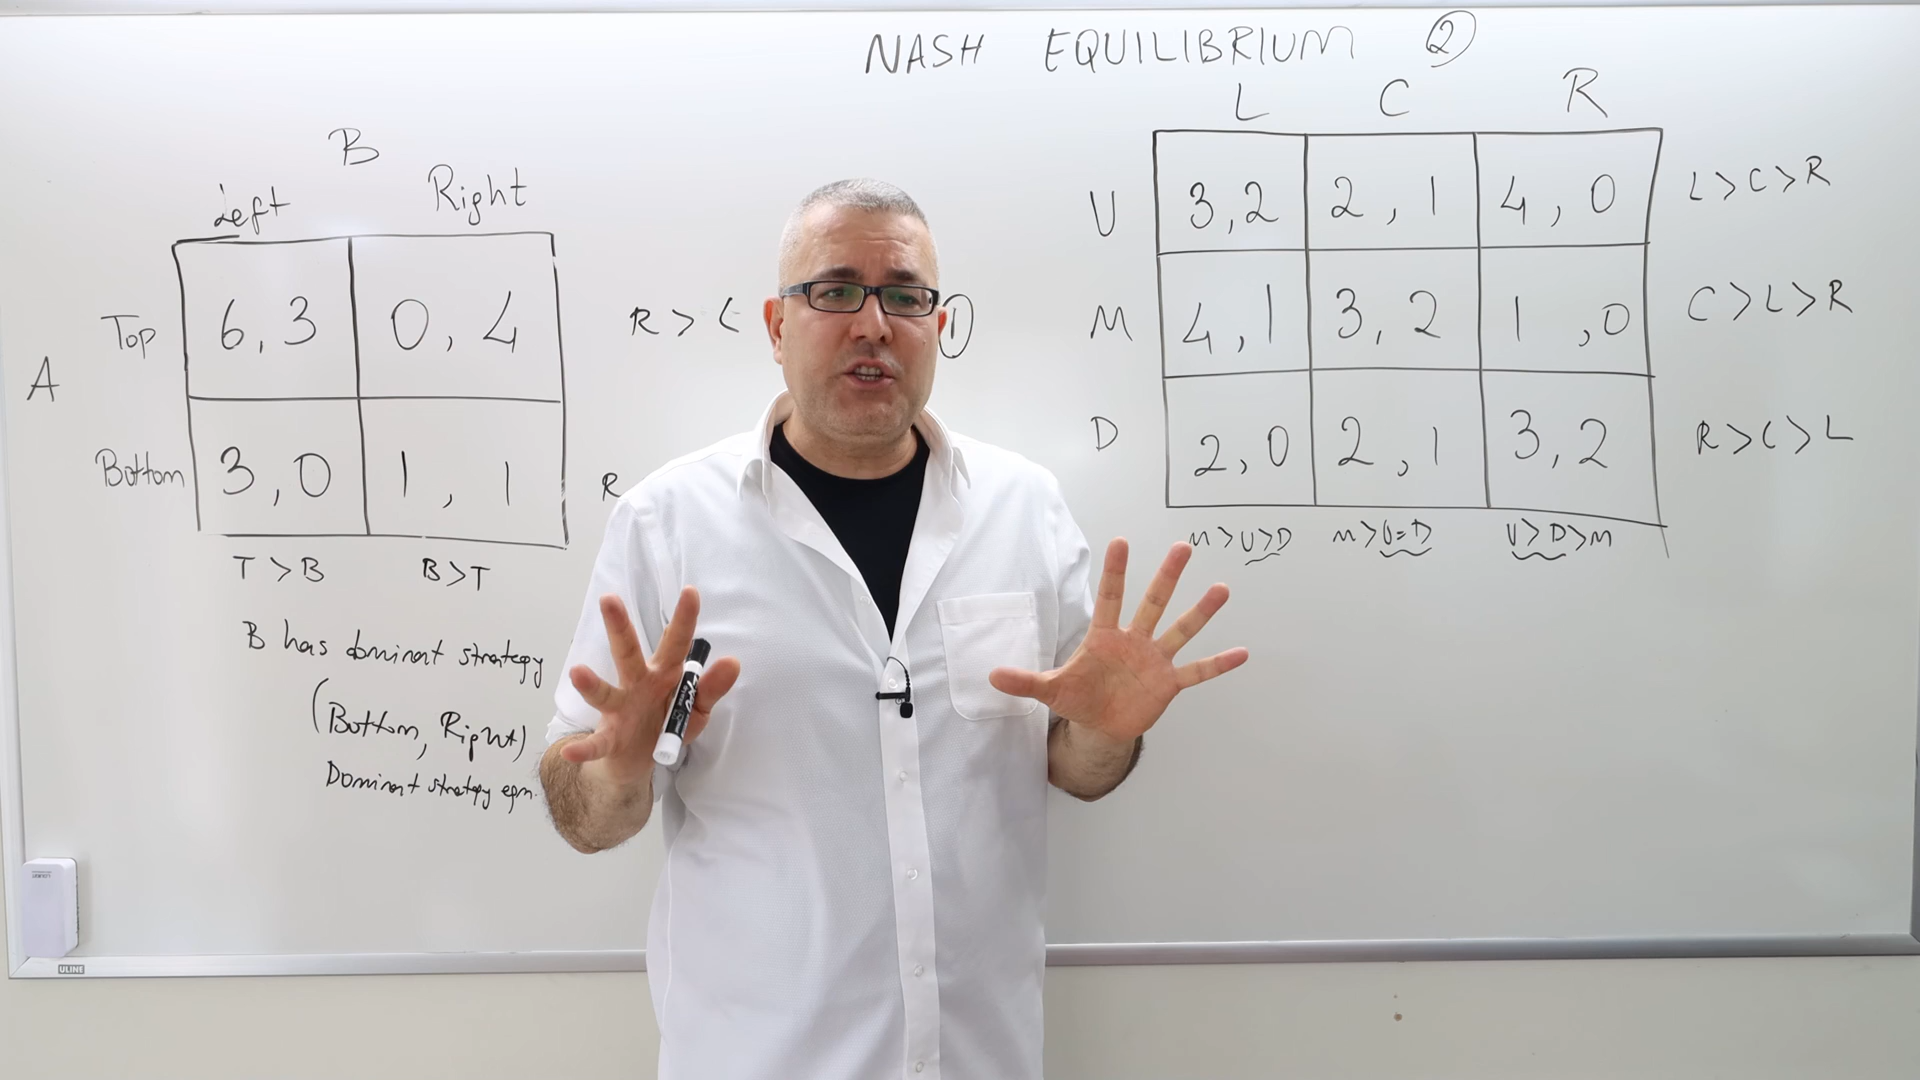 NASH EQUILIBRIUM 2
B
Left Right
A
Top 6,3 0,4 R > L 1
Bottom 3,0 1,1 R
T > B B > T
B has dominant strategy
(Bottom, Right)
Dominant strategy eqm.
L C R
U 3,2 2,1 4,0 L > C > R
M 4,1 3,2 1,0 C > L > R
D 2,0 2,1 3,2 R > C > L
M > U > D M > U = D U > D > M
ULINE